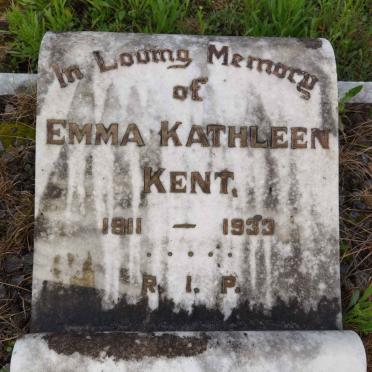 In Loving Memory
of
EMMA KATHLEEN
KENT.
1911 — 1933
. . . . .
R. I. P.